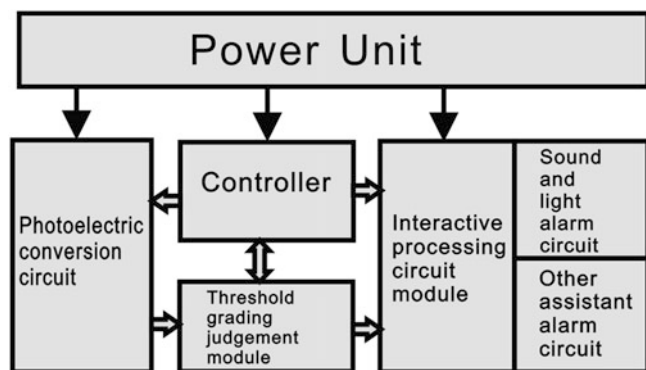 Power Unit
Photoelectric
conversion
circuit
Controller
Threshold
grading
judgement
module
Interactive
processing
circuit
module
Sound
and
light
alarm
circuit
Other
assistant
alarm
circuit